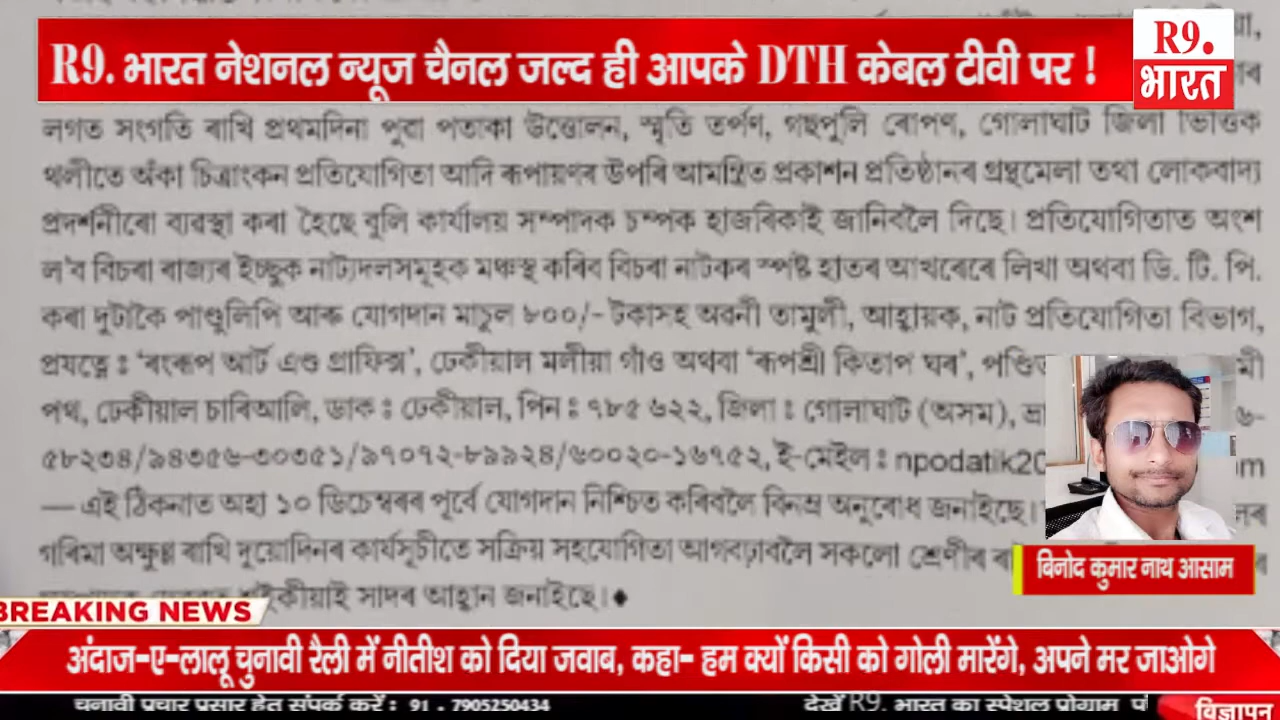 R9. भारत नेशनल न्यूज चैनल जल्द ही आपके DTH केबल टीवी पर !
R9.
भारत
লগত সংগতি ৰাখি প্ৰথমদিনা পুৱা পতাকা উত্তোলন, স্মৃতি তৰ্পণ, গছপুলি ৰোপণ, গোলাঘাট জিলা ভিত্তিক
থলীতে অঁকা চিত্ৰাংকন প্ৰতিযোগিতা আদি ৰূপায়ণৰ উপৰি আমন্ত্ৰিত প্ৰকাশন প্ৰতিষ্ঠানৰ গ্ৰন্থমেলা তথা লোকবাদ্য
প্ৰদৰ্শনীৰো ব্যৱস্থা কৰা হৈছে বুলি কাৰ্যালয় সম্পাদক চম্পক হাজৰিকাই জানিবলৈ দিছে। প্ৰতিযোগিতাত অংশ
ল'ব বিচৰা ৰাজ্যৰ ইচ্ছুক নাট্যদলসমূহক মঞ্চস্থ কৰিব বিচৰা নাটকৰ স্পষ্ট হাতৰ আখৰেৰে লিখা অথবা ডি. টি. পি.
কৰা দুটাকৈ পাণ্ডুলিপি আৰু যোগদান মাচুল ৮০০/- টকাসহ অৱনী তামুলী, আহ্বায়ক, নাট প্ৰতিযোগিতা বিভাগ,
প্ৰযত্নে : 'ৰংৰূপ আৰ্ট এণ্ড গ্ৰাফিক্স', ঢেকীয়াল মলীয়া গাঁও অথবা 'ৰূপশ্ৰী কিতাপ ঘৰ',
পথ, ঢেকীয়াল চাৰিআলি, ডাক : ঢেকীয়াল, পিন : ৭৮৫ ৬২২, জিলা : গোলাঘাট (অসম),
৫৮২৩৪/৯৪৩৫৬-৩০৩৫১/৯৭০৭২-৮৯৯২৪/৬০০২০-১৬৭৫২, ই-মেইল : npodatik20
— এই ঠিকনাত অহা ১০ ডিচেম্বৰৰ পূৰ্বে যোগদান নিশ্চিত কৰিবলৈ বিনম্ৰ অনুৰোধ জনাইছে।
গৰিমা অক্ষুণ্ণ ৰাখি দুয়োদিনৰ কাৰ্যসূচীতে সক্ৰিয় সহযোগিতা আগবঢ়াবলৈ সকলো শ্ৰেণীৰ
সাদৰ আহ্বান জনাইছে।♦
बिनोद कुमार नाथ आसाम
BREAKING NEWS
अंदाज-ए-लालू चुनावी रैली में नीतीश को दिया जवाब, कहा- हम क्यों किसी को गोली मारेंगे, अपने मर जाओगे
चुनावी प्रचार प्रसार हेतु संपर्क करें : 91 - 7905250434
देखें R9. भारत का स्पेशल प्रोग्राम
विज्ञापन